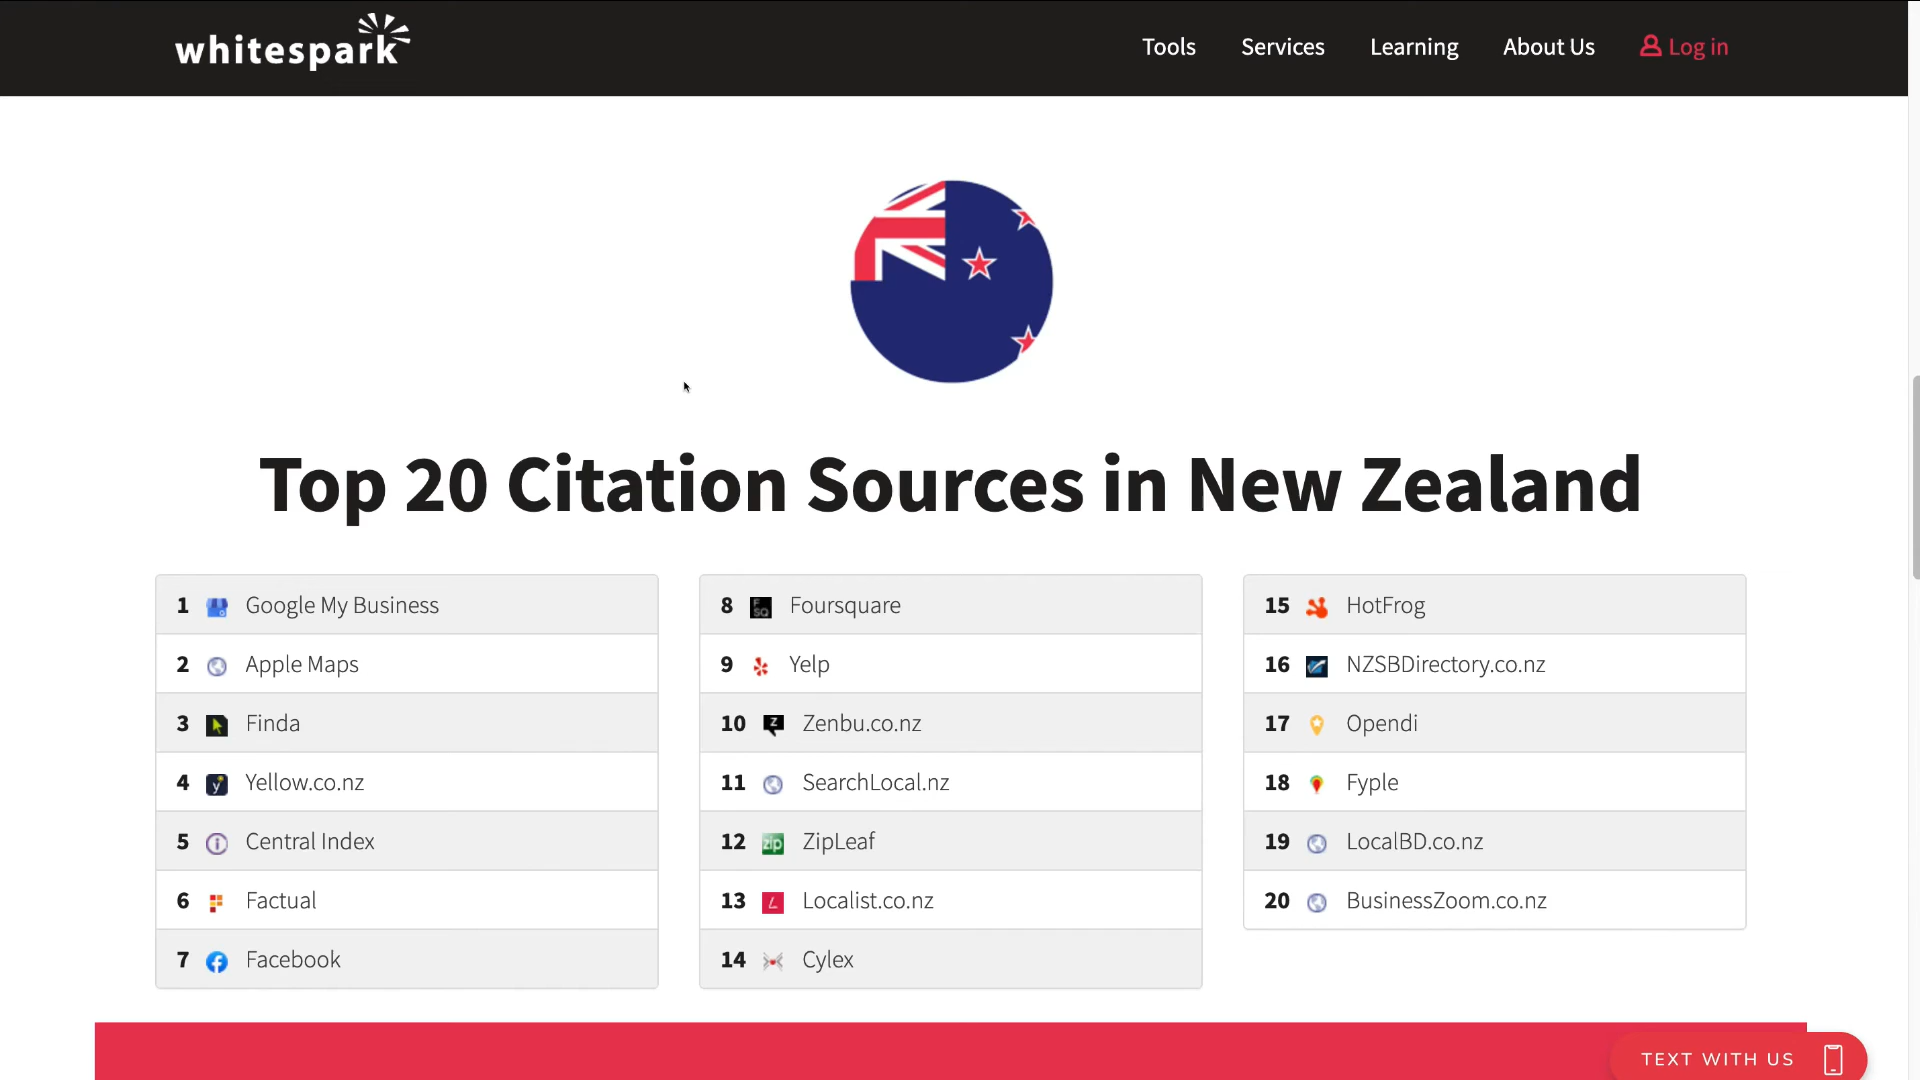 whitespark
Tools Services Learning About Us Log in
Top 20 Citation Sources in New Zealand
1 Google My Business
2 Apple Maps
3 Finda
4 Yellow.co.nz
5 Central Index
6 Factual
7 Facebook
8 FSQ Foursquare
9 Yelp
10 Z Zenbu.co.nz
11 SearchLocal.nz
12 zip ZipLeaf
13 L Localist.co.nz
14 Cylex
15 HotFrog
16 NZSBDirectory.co.nz
17 Opendi
18 Fyple
19 LocalBD.co.nz
20 BusinessZoom.co.nz
TEXT WITH US